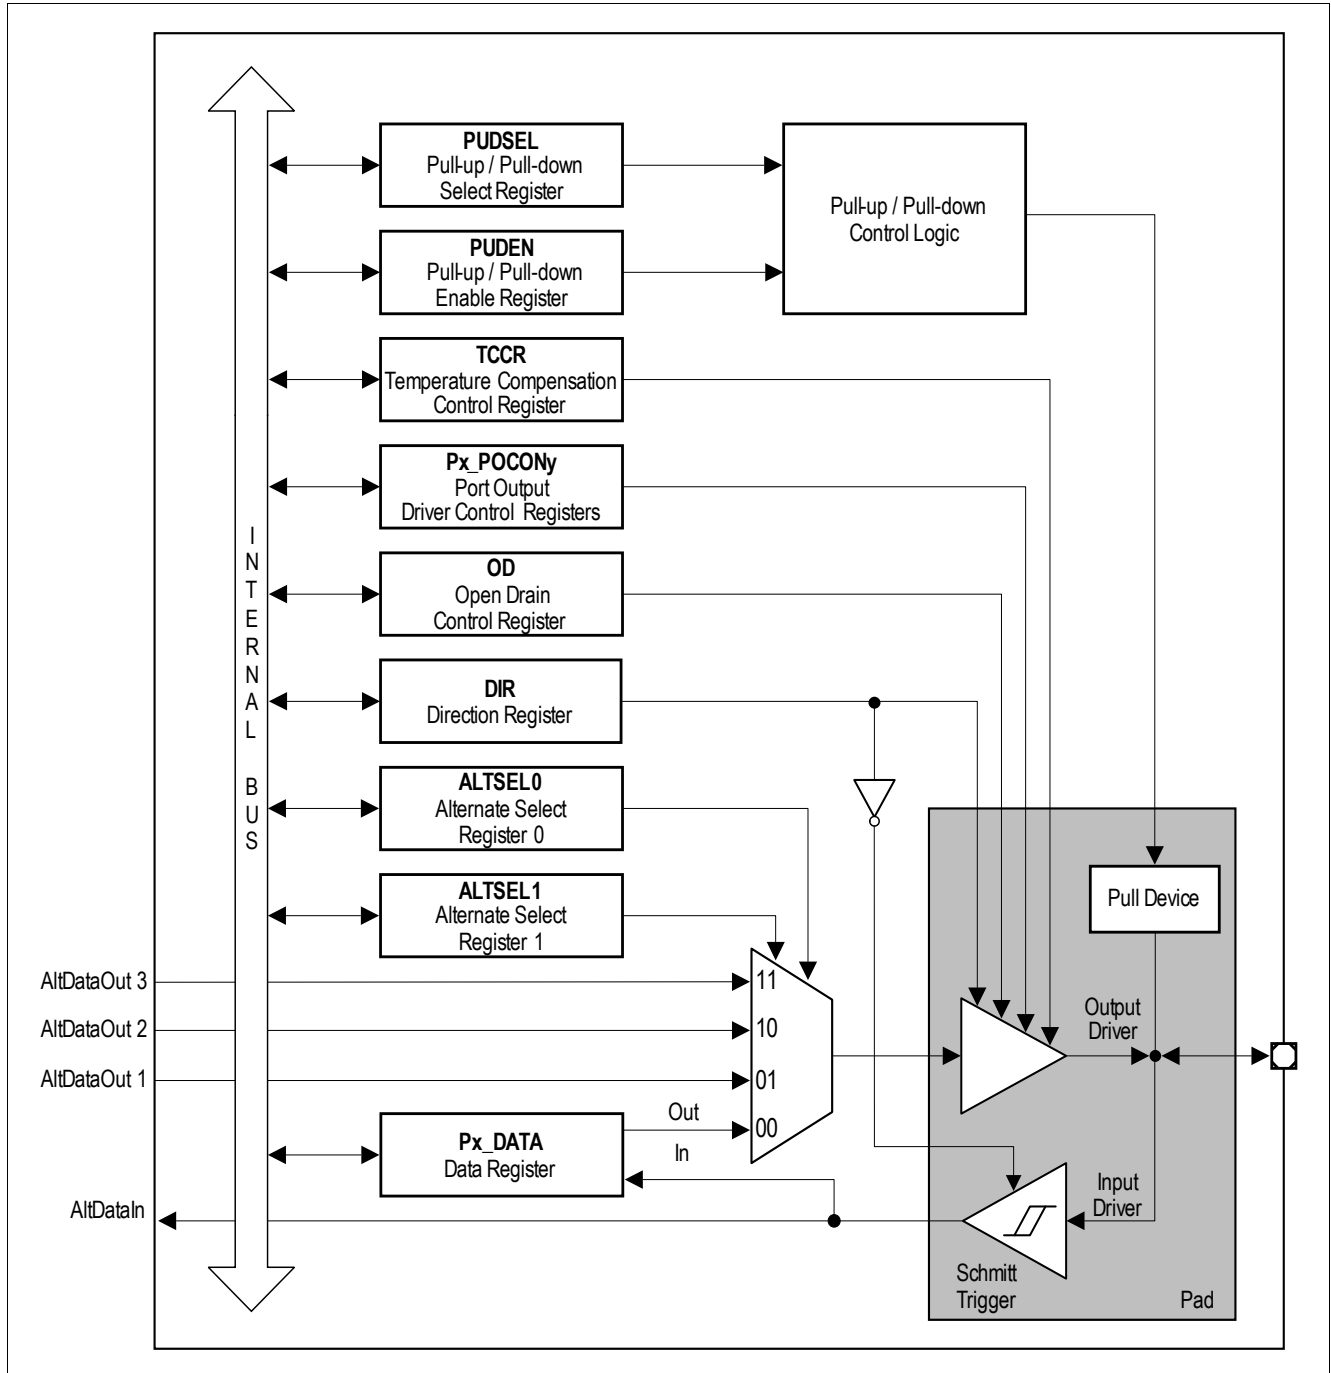 PUDSEL
Pull-up / Pull-down
Select Register
Pull-up / Pull-down
Control Logic
PUDEN
Pull-up / Pull-down
Enable Register
TCCR
Temperature Compensation
Control Register
Px_POCONy
Port Output
Driver Control Registers
OD
Open Drain
Control Register
DIR
Direction Register
INTERNAL BUS
ALTSEL0
Alternate Select
Register 0
ALTSEL1
Alternate Select
Register 1
Pull Device
AltDataOut 3
11
AltDataOut 2
10
AltDataOut 1
01
00
Output
Driver
Out
In
Px_DATA
Data Register
AltDataIn
Input
Driver
Schmitt
Trigger
Pad